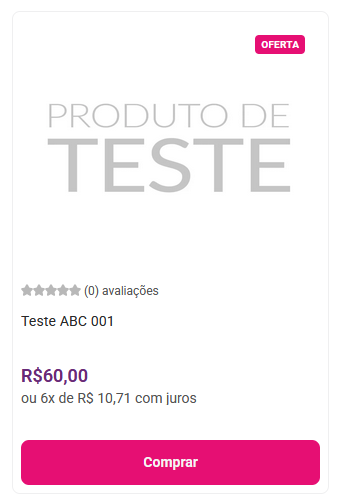 OFERTA
PRODUTO DE
TESTE
(0) avaliações
Teste ABC 001
R$60,00
ou 6x de R$ 10,71 com juros
Comprar